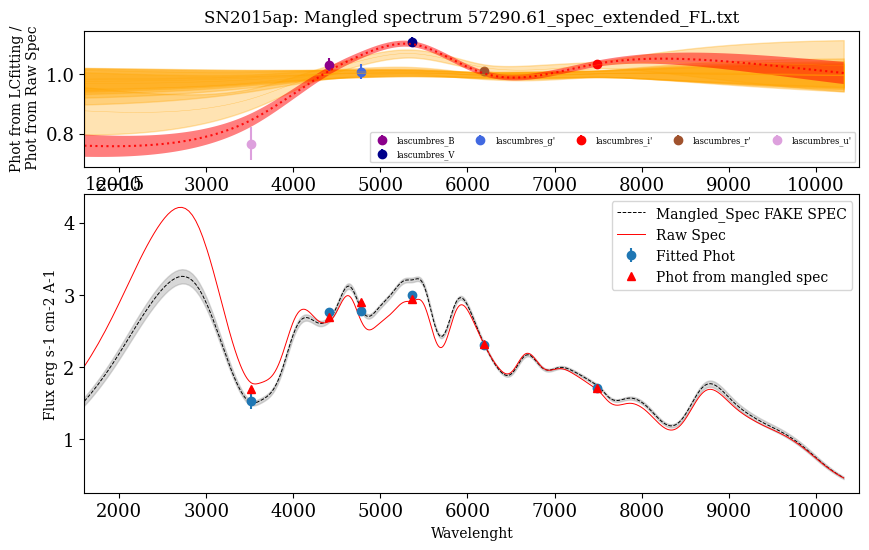 SN2015ap: Mangled spectrum 57290.61_spec_extended_FL.txt
Phot from LCfitting /
Phot from Raw Spec
1.0
0.8
lascumbres_B
lascumbres_V
lascumbres_g'
lascumbres_i'
lascumbres_r'
lascumbres_u'
2000 3000 4000 5000 6000 7000 8000 9000 10000
1e−15
Flux erg s-1 cm-2 A-1
4
3
2
1
Mangled_Spec FAKE SPEC
Raw Spec
Fitted Phot
Phot from mangled spec
2000 3000 4000 5000 6000 7000 8000 9000 10000
Wavelenght